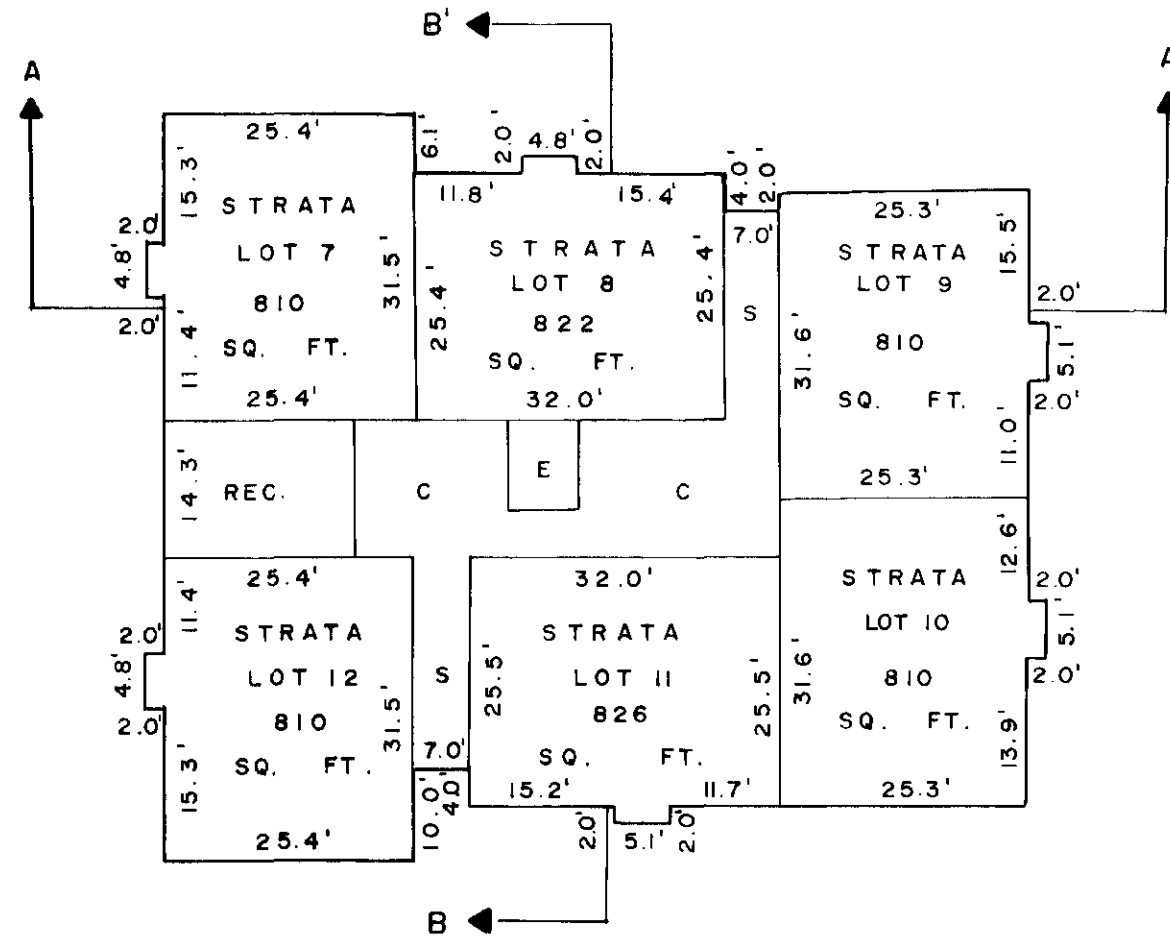 B'
A
A
25.4'
15.3'
STRATA
LOT 7
810
SQ. FT.
25.4'
2.0'
4.8'
2.0'
11.4'
31.5'
6.1'
2.0'
4.8'
2.0'
11.8'
15.4'
STRATA
LOT 8
822
SQ. FT.
25.4'
25.4'
32.0'
4.0'
2.0'
7.0'
S
25.3'
STRATA
LOT 9
810
SQ. FT.
25.3'
15.5'
2.0'
5.1'
2.0'
11.0'
31.6'
14.3'
REC.
C
E
C
25.4'
11.4'
STRATA
LOT 12
810
SQ. FT.
25.4'
2.0'
4.8'
2.0'
15.3'
31.5'
S
7.0'
10.0'
4.0'
32.0'
STRATA
LOT 11
826
SQ. FT.
25.5'
25.5'
15.2'
11.7'
2.0'
5.1'
2.0'
STRATA
LOT 10
810
SQ. FT.
25.3'
12.6'
2.0'
5.1'
2.0'
13.9'
31.6'
B